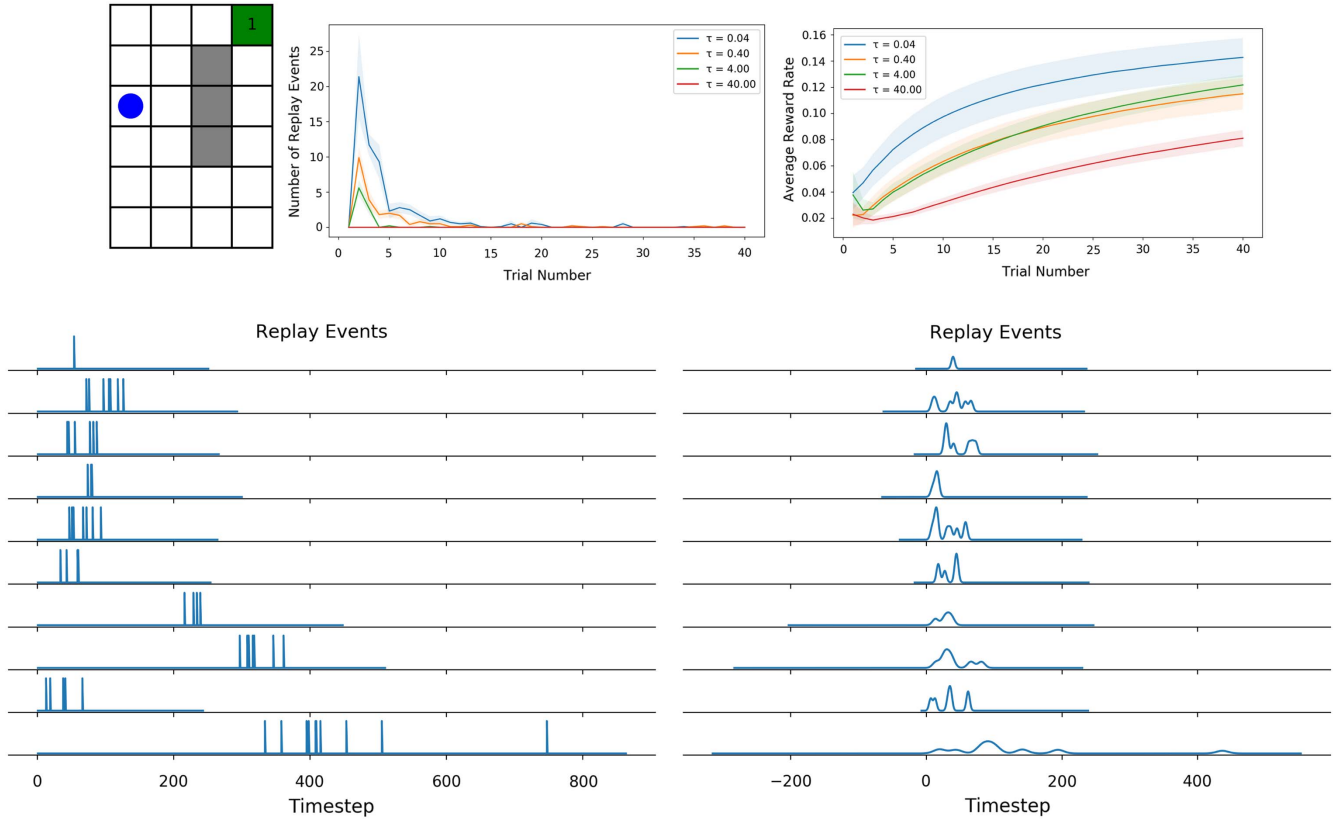 1
Number of Replay Events
25
20
15
10
5
0
τ = 0.04
τ = 0.40
τ = 4.00
τ = 40.00
0 5 10 15 20 25 30 35 40
Trial Number
Average Reward Rate
0.16
0.14
0.12
0.10
0.08
0.06
0.04
0.02
τ = 0.04
τ = 0.40
τ = 4.00
τ = 40.00
0 5 10 15 20 25 30 35 40
Trial Number
Replay Events
0 200 400 600 800
Timestep
Replay Events
−200 0 200 400
Timestep